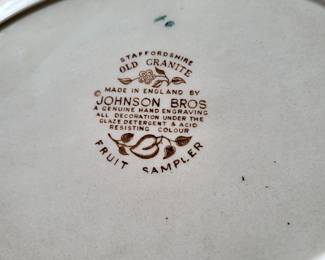 STAFFORDSHIRE
OLD GRANITE
MADE IN ENGLAND BY
©JOHNSON BROS
A GENUINE HAND ENGRAVING
ALL DECORATION UNDER THE
GLAZE DETERGENT & ACID
RESISTING COLOUR
FRUIT SAMPLER